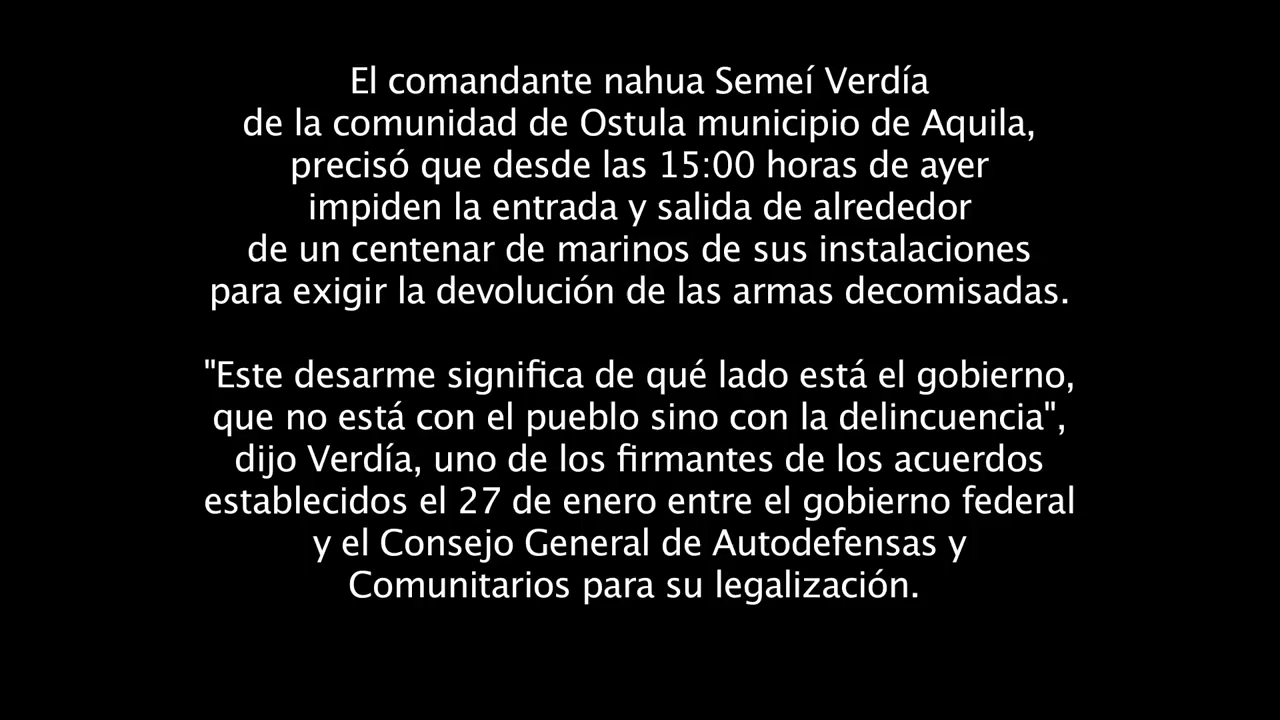 El comandante nahua Semeí Verdía
de la comunidad de Ostula municipio de Aquila,
precisó que desde las 15:00 horas de ayer
impiden la entrada y salida de alrededor
de un centenar de marinos de sus instalaciones
para exigir la devolución de las armas decomisadas.
"Este desarme significa de qué lado está el gobierno,
que no está con el pueblo sino con la delincuencia",
dijo Verdía, uno de los firmantes de los acuerdos
establecidos el 27 de enero entre el gobierno federal
y el Consejo General de Autodefensas y
Comunitarios para su legalización.